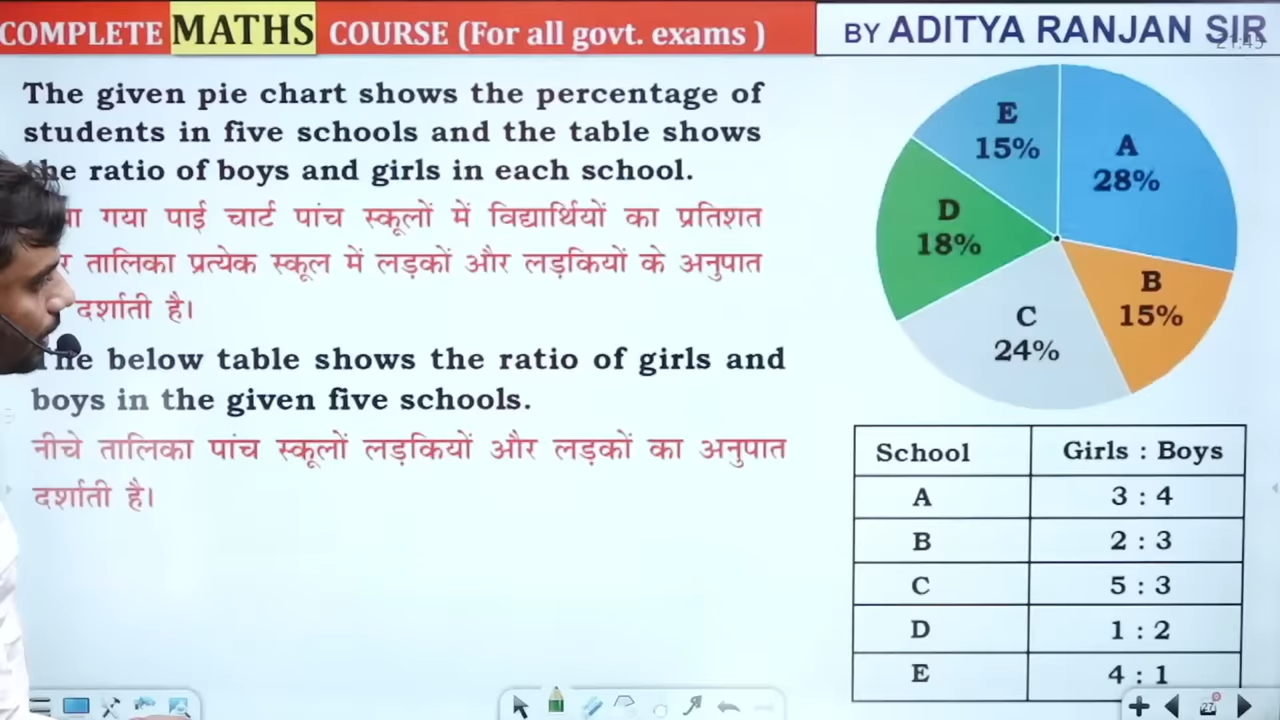 COMPLETE MATHS COURSE (For all govt. exams )
BY ADITYA RANJAN SIR
The given pie chart shows the percentage of
students in five schools and the table shows
the ratio of boys and girls in each school.
गया पाई चार्ट पांच स्कूलों में विद्यार्थियों का प्रतिशत
तालिका प्रत्येक स्कूल में लड़कों और लड़कियों के अनुपात
दर्शाती है।
The below table shows the ratio of girls and
boys in the given five schools.
नीचे तालिका पांच स्कूलों लड़कियों और लड़कों का अनुपात
दर्शाती है।
E
15%
A
28%
D
18%
B
15%
C
24%
School Girls : Boys
A 3 : 4
B 2 : 3
C 5 : 3
D 1 : 2
E 4 : 1
27